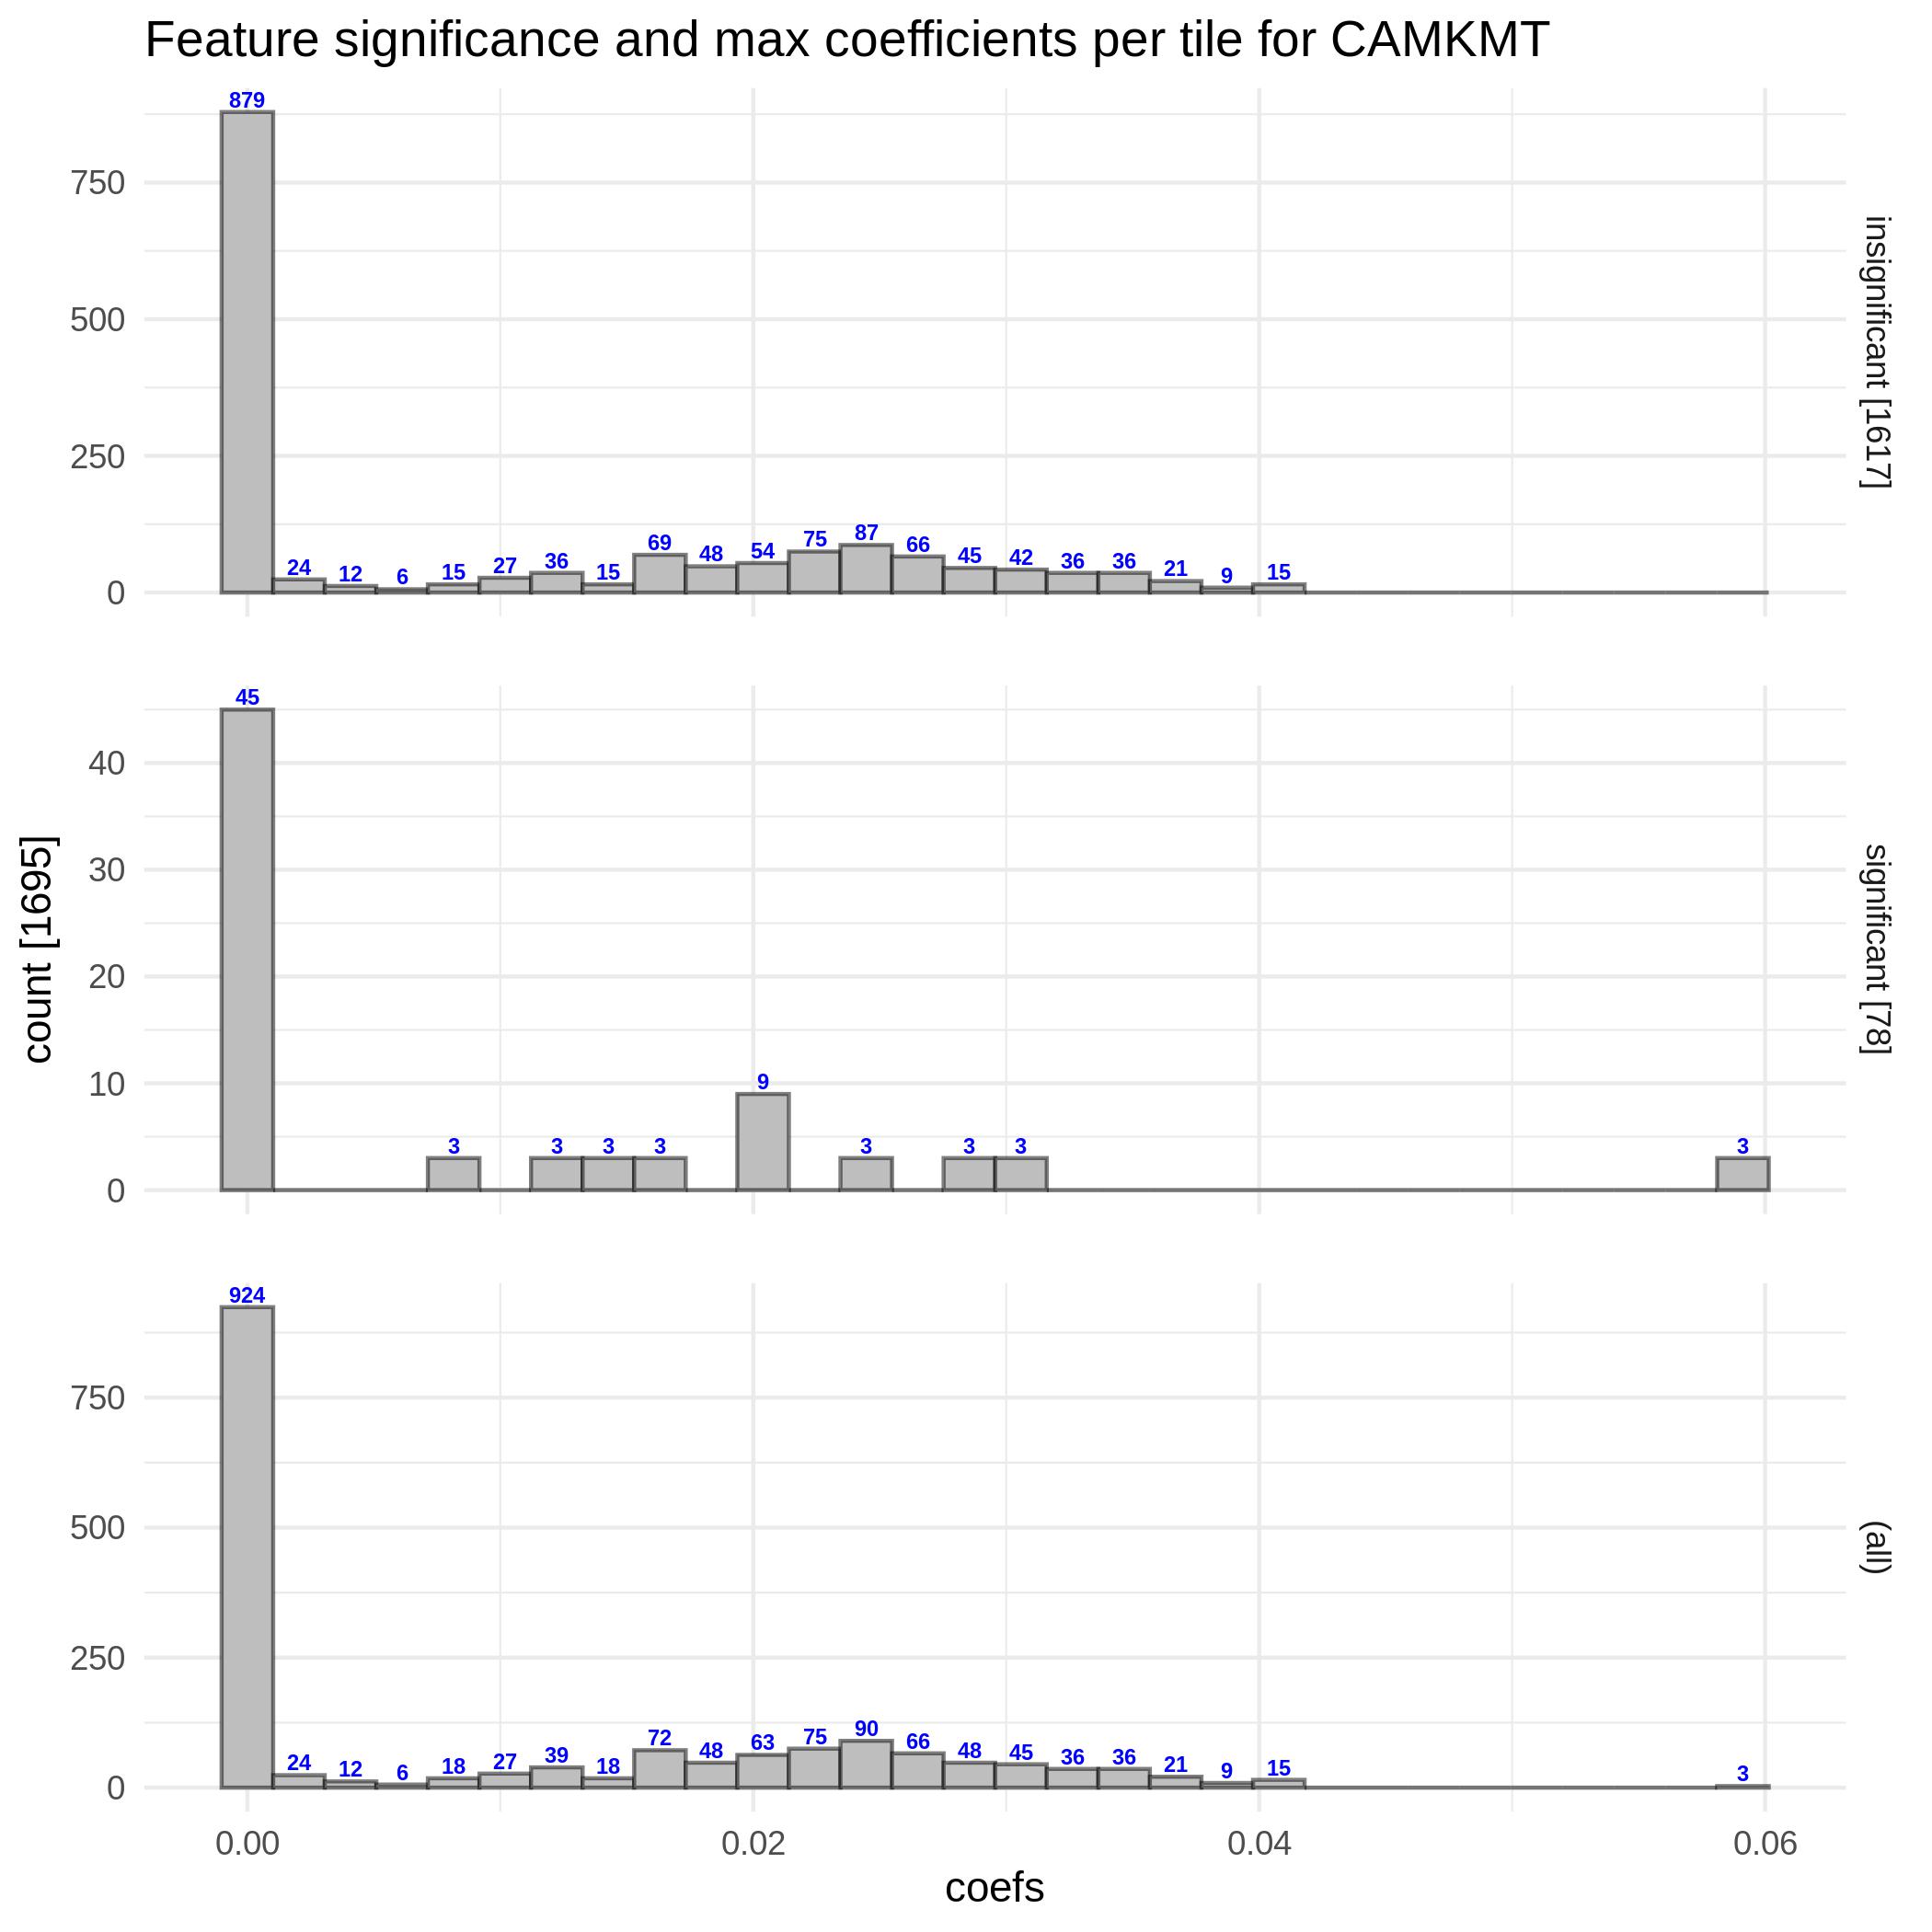 Feature significance and max coefficients per tile for CAMKMT
879
24 12 6 15 27 36 15 69 48 54 75 87 66 45 42 36 36 21 9 15
750
500
250
0
insignificant [1617]
45
3 3 3 3 9 3 3 3 3
40
30
20
10
0
significant [78]
count [1695]
924
24 12 6 18 27 39 18 72 48 63 75 90 66 48 45 36 36 21 9 15 3
750
500
250
0
(all)
0.00 0.02 0.04 0.06
coefs